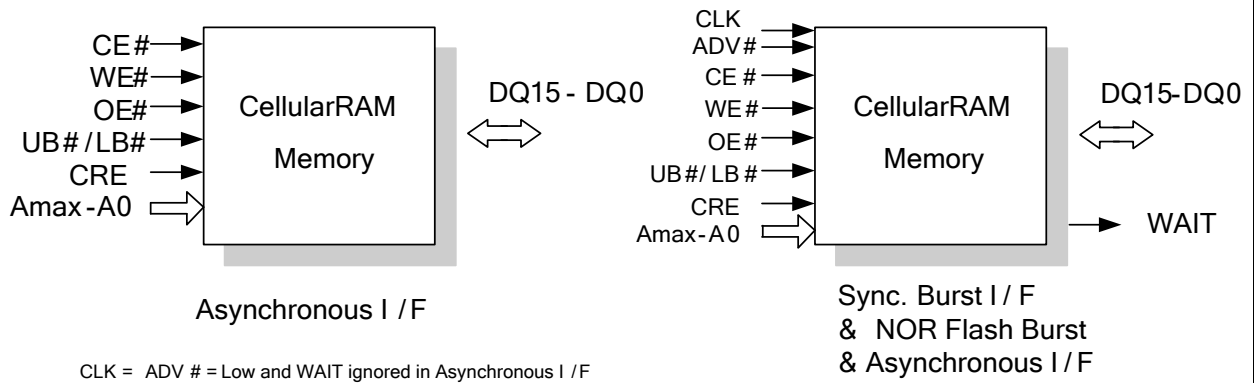 CE#
WE#
OE#
UB#/LB#
CRE
Amax-A0
CellularRAM
Memory
DQ15 - DQ0
Asynchronous I / F
CLK
ADV#
CE #
WE#
OE#
UB#/ LB #
CRE
Amax-A0
CellularRAM
Memory
DQ15-DQ0
WAIT
Sync. Burst I / F
& NOR Flash Burst
& Asynchronous I / F
CLK = ADV # = Low and WAIT ignored in Asynchronous I / F